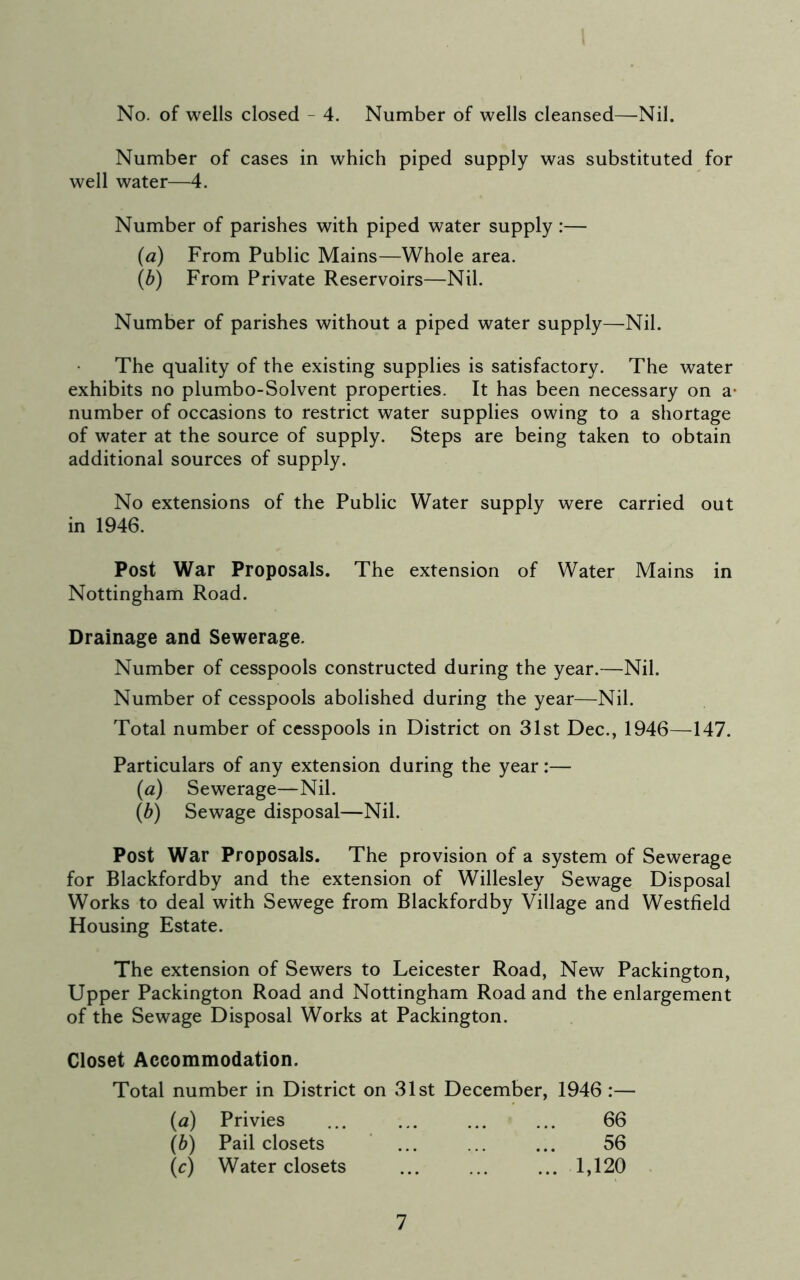 No. of wells closed - 4. Number of wells cleansed—Nil.
Number of cases in which piped supply was substituted for
well water—4.
Number of parishes with piped water supply :—
(a) From Public Mains—Whole area.
(b) From Private Reservoirs—Nil.
Number of parishes without a piped water supply—Nil.
The quality of the existing supplies is satisfactory. The water
exhibits no plumbo-Solvent properties. It has been necessary on a
number of occasions to restrict water supplies owing to a shortage
of water at the source of supply. Steps are being taken to obtain
additional sources of supply.
No extensions of the Public Water supply were carried out
in 1946.
Post War Proposals. The extension of Water Mains in
Nottingham Road.
Drainage and Sewerage.
Number of cesspools constructed during the year.—Nil.
Number of cesspools abolished during the year—Nil.
Total number of cesspools in District on 31st Dec., 1946—147.
Particulars of any extension during the year :—
(a) Sewerage—Nil.
(b) Sewage disposal—Nil.
Post War Proposals. The provision of a system of Sewerage
for Blackfordby and the extension of Willesley Sewage Disposal
Works to deal with Sewege from Blackfordby Village and Westfield
Housing Estate.
The extension of Sewers to Leicester Road, New Packington,
Upper Packington Road and Nottingham Road and the enlargement
of the Sewage Disposal Works at Packington.
Closet Accommodation.
Total number in District on 31st December, 1946 :—
(a) Privies ... ... ... ... 66
(b) Pail closets ... ... ... 56
(c) Water closets ... ... ... 1,120
7